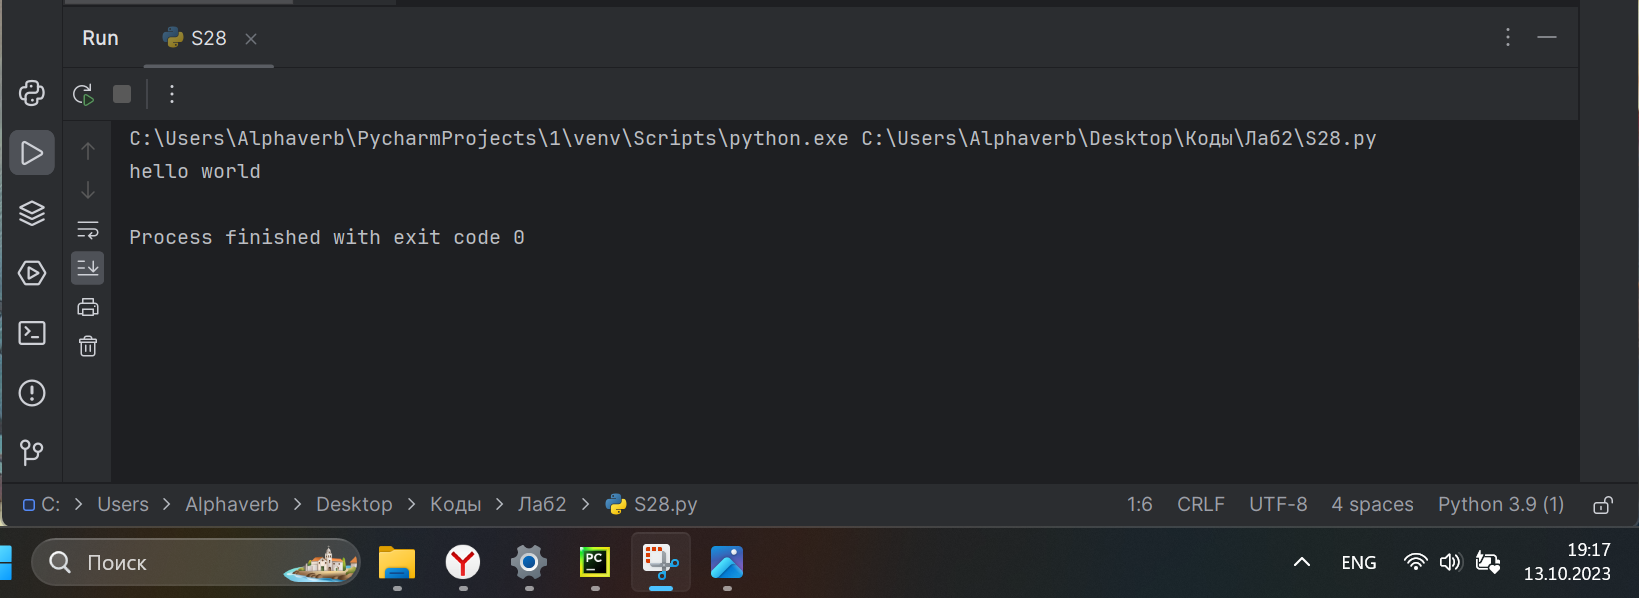 Run S28
C:\Users\Alphaverb\PycharmProjects\1\venv\Scripts\python.exe C:\Users\Alphaverb\Desktop\Коды\Лаб2\S28.py
hello world
Process finished with exit code 0
C: > Users > Alphaverb > Desktop > Коды > Лаб2 > S28.py 1:6 CRLF UTF-8 4 spaces Python 3.9 (1)
Поиск PC ENG 19:17
13.10.2023